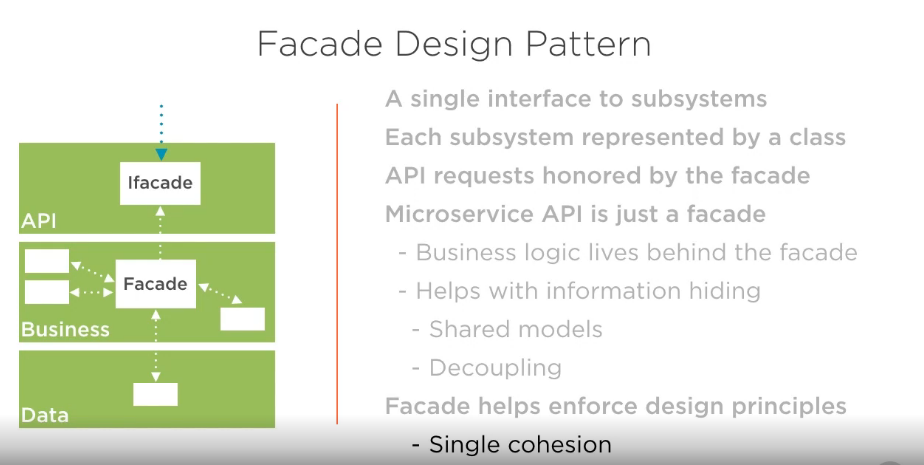 Facade Design Pattern
Ifacade
API
Facade
Business
Data
A single interface to subsystems
Each subsystem represented by a class
API requests honored by the facade
Microservice API is just a facade
- Business logic lives behind the facade
- Helps with information hiding
- Shared models
- Decoupling
Facade helps enforce design principles
- Single cohesion